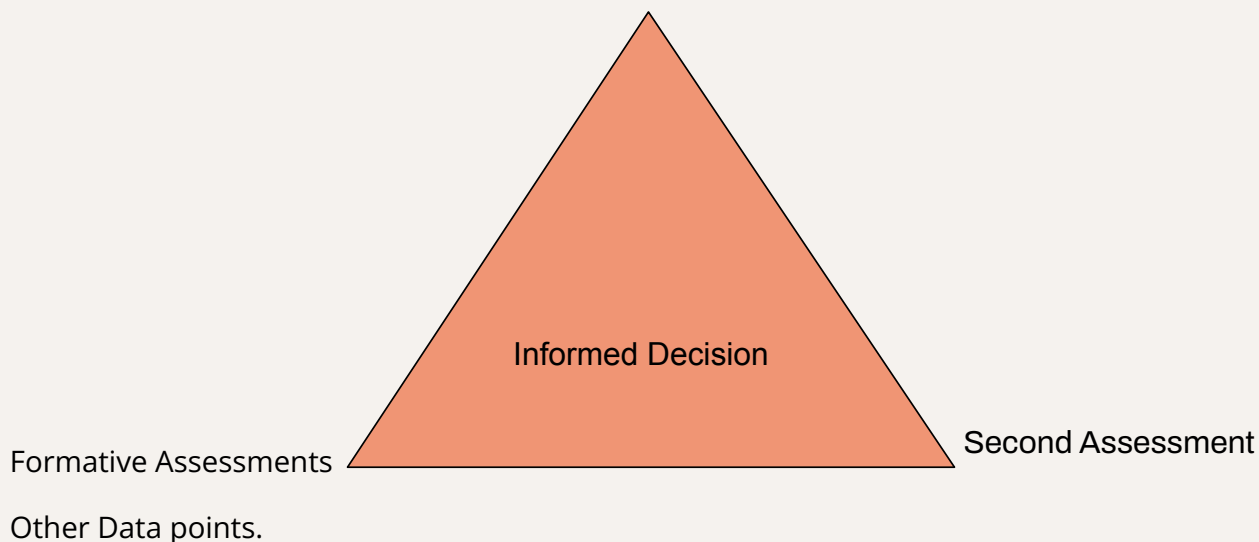 Informed Decision
Second Assessment
Formative Assessments
Other Data points.